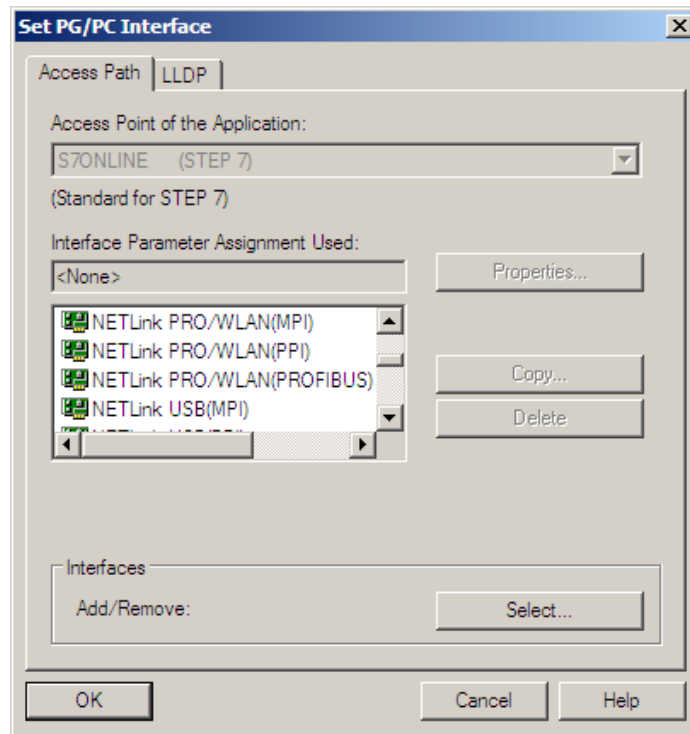 Set PG/PC Interface
Access Path LLDP
Access Point of the Application:
S7ONLINE (STEP 7)
(Standard for STEP 7)
Interface Parameter Assignment Used:
<None>
Properties...
NETLink PRO/WLAN(MPI)
NETLink PRO/WLAN(PPI)
NETLink PRO/WLAN(PROFIBUS)
NETLink USB(MPI)
Copy...
Delete
Interfaces
Add/Remove:
Select...
OK
Cancel
Help